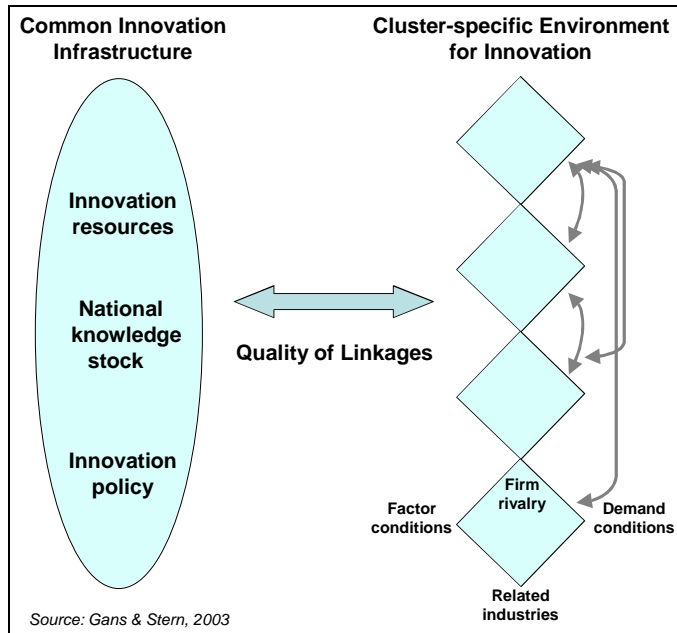 Common Innovation
Infrastructure
Cluster-specific Environment
for Innovation
Innovation
resources
National
knowledge
stock
Innovation
policy
Quality of Linkages
Firm
rivalry
Factor
conditions
Demand
conditions
Related
industries
Source: Gans & Stern, 2003